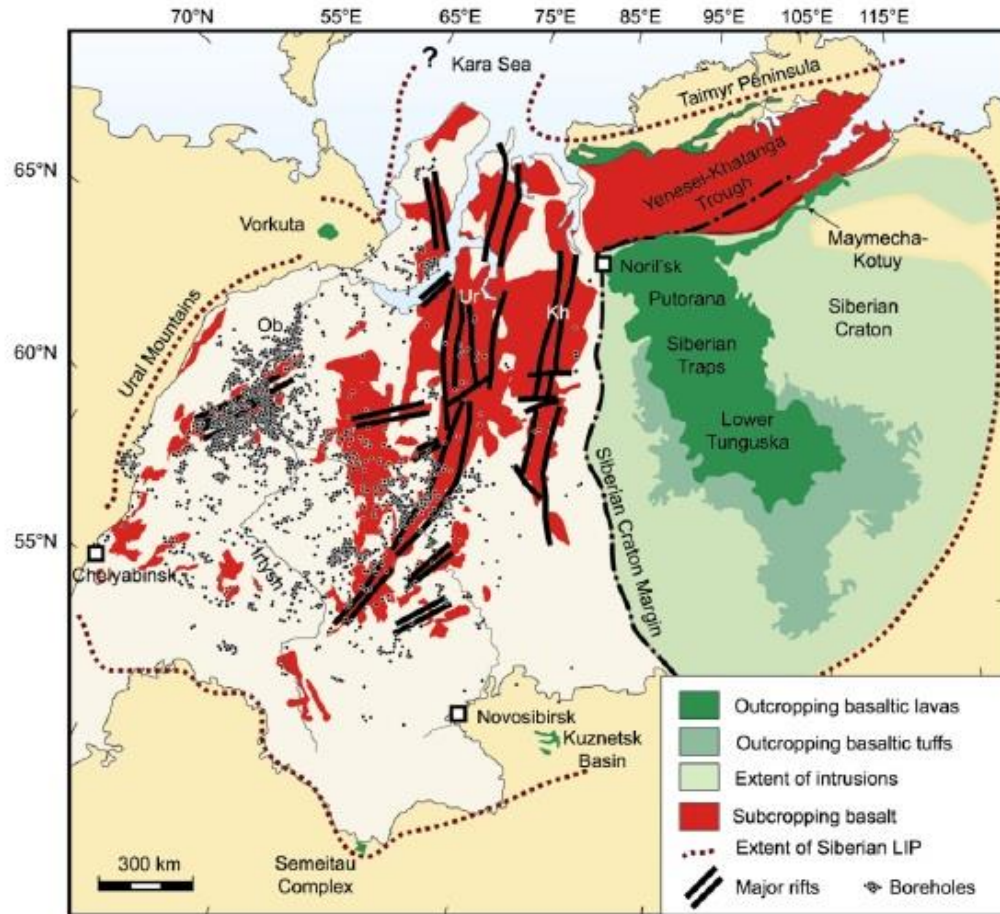 70°N 55°E 65°E 75°E 85°E 95°E 105°E 115°E
? Kara Sea
Taimyr Peninsula
65°N
Yenesei-Khatanga
Trough
Vorkuta
Maymecha-
Kotuy
Noril'sk
Ural Mountains
Ur
Kh
Putorana
Siberian
Craton
Ob
60°N
Siberian
Traps
Lower
Tunguska
Siberian Craton Margin
55°N
Chelyabinsk
Irtysh
Novosibirsk
Kuznetsk
Basin
Semeitau
Complex
300 km
Outcropping basaltic lavas
Outcropping basaltic tuffs
Extent of intrusions
Subcropping basalt
Extent of Siberian LIP
Major rifts
Boreholes